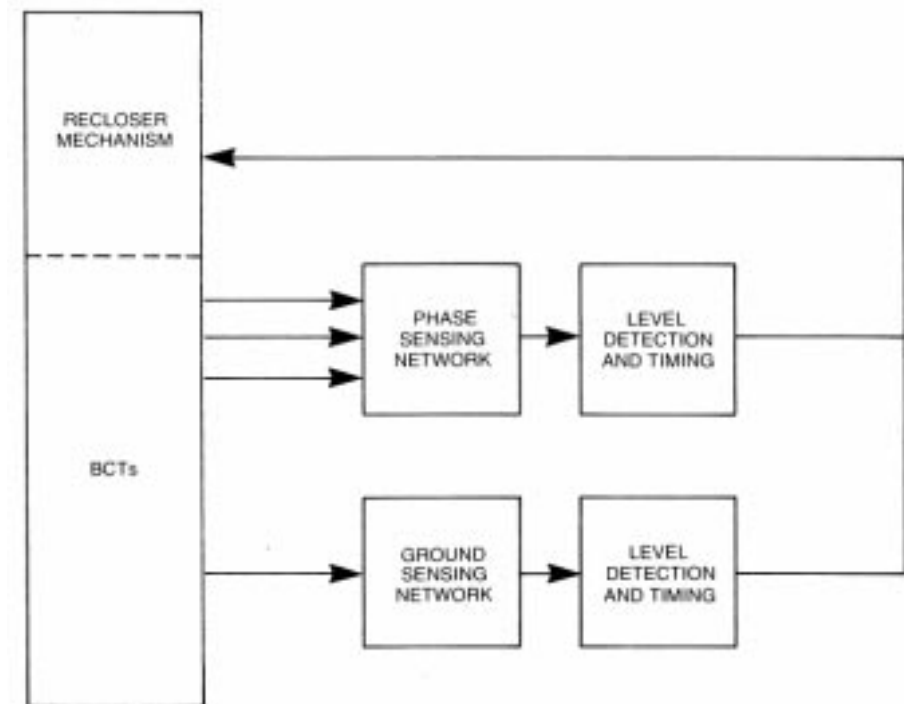 RECLOSER
MECHANISM
PHASE
SENSING
NETWORK
LEVEL
DETECTION
AND TIMING
BCTs
GROUND
SENSING
NETWORK
LEVEL
DETECTION
AND TIMING